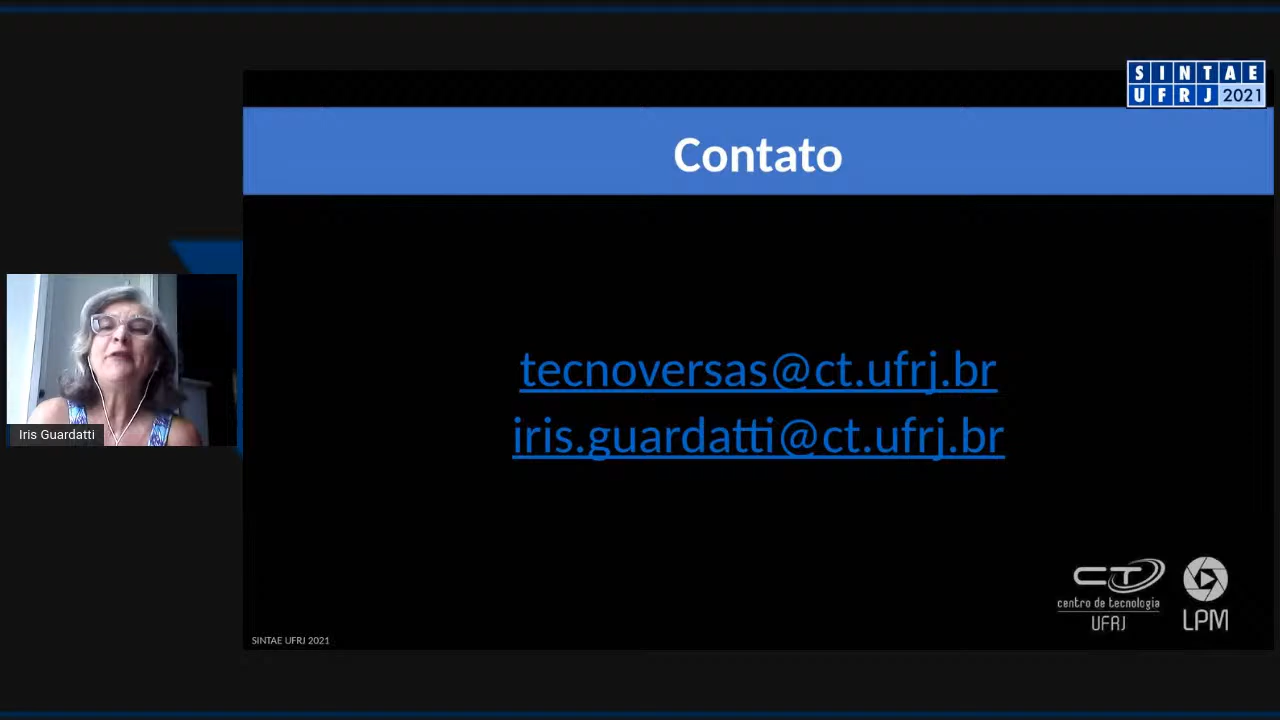 SINTAE
UFRJ 2021
Contato
tecnoversas@ct.ufrj.br
iris.guardatti@ct.ufrj.br
Iris Guardatti
CT
centro de tecnologia
UFRJ
LPM
SINTAE UFRJ 2021